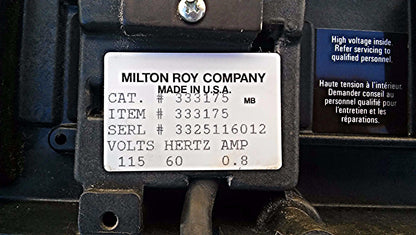 MILTON ROY COMPANY
MADE IN U.S.A.
CAT. # 333175 MB
ITEM # 333175
SERL # 3325116012
VOLTS HERTZ AMP
115 60 0.8
High voltage inside.
Refer servicing to
qualified personnel.
Haute tension à l'intérieur.
Demander conseil au
personnel qualifié pour
l'entretien et les
réparations.